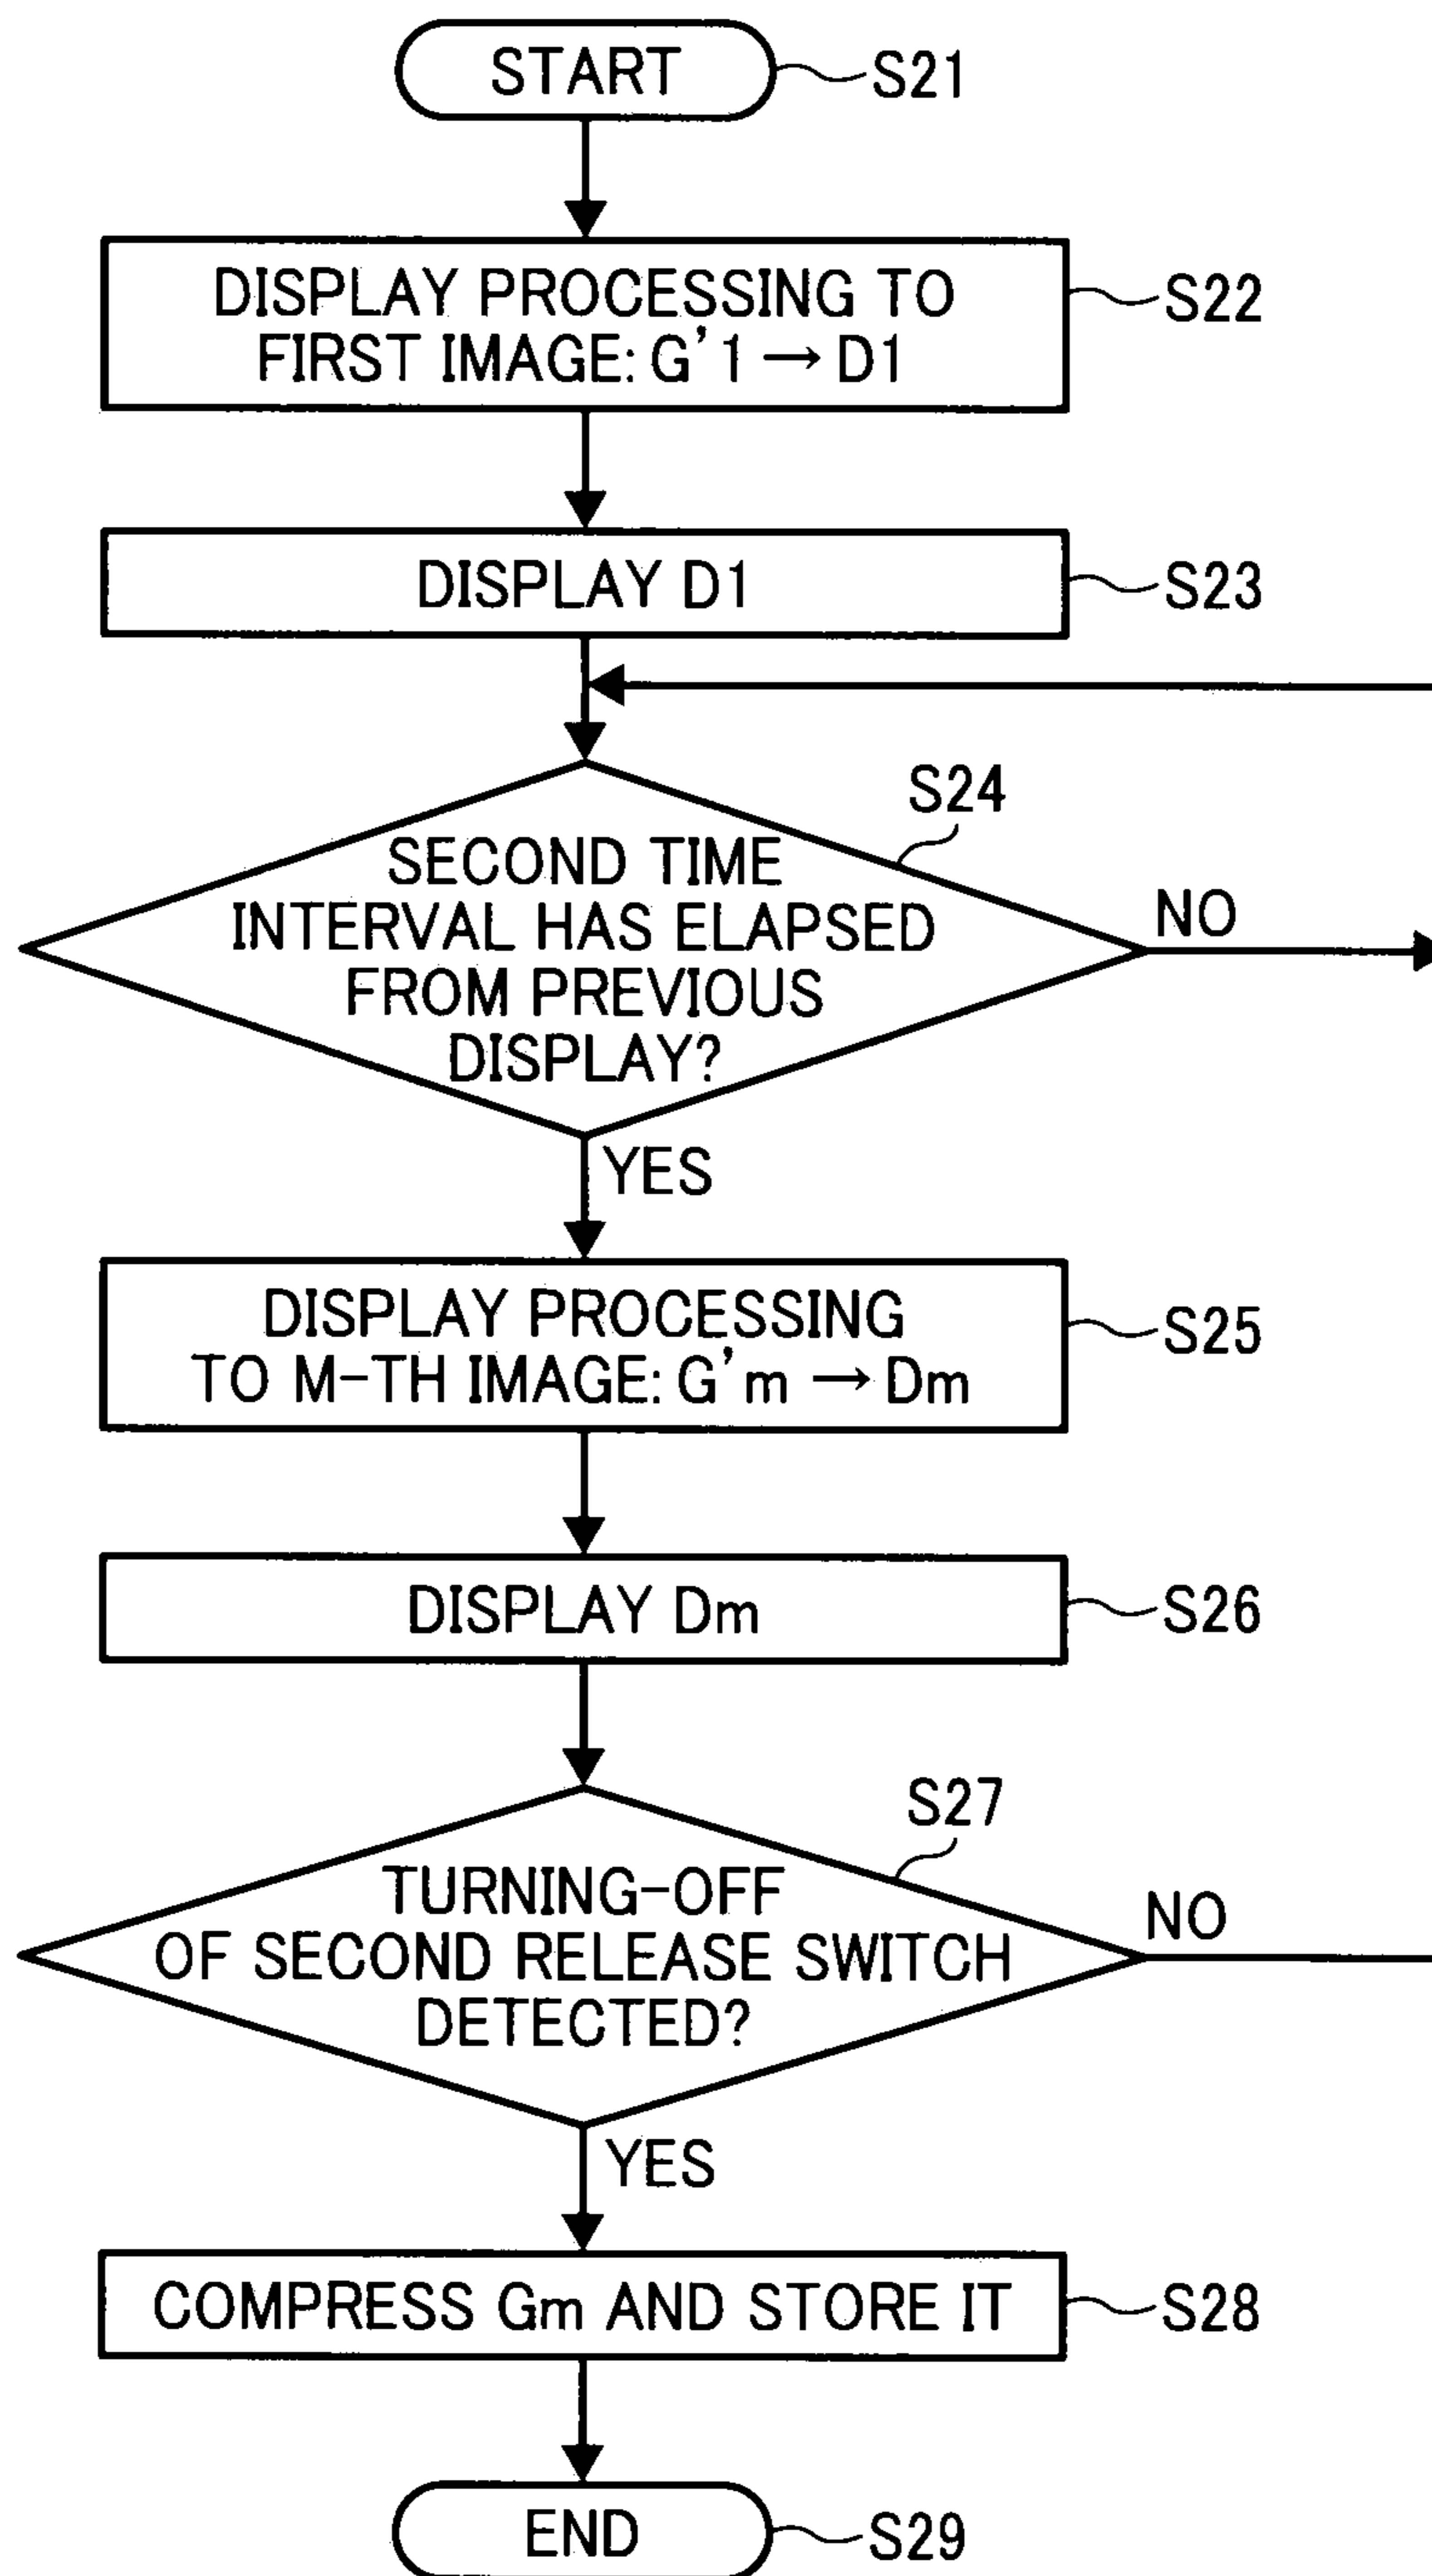 START
S21
DISPLAY PROCESSING TO
FIRST IMAGE: G'1 → D1
S22
DISPLAY D1
S23
S24
SECOND TIME
INTERVAL HAS ELAPSED
FROM PREVIOUS
DISPLAY?
NO
YES
DISPLAY PROCESSING
TO M-TH IMAGE: G'm → Dm
S25
DISPLAY Dm
S26
S27
TURNING-OFF
OF SECOND RELEASE SWITCH
DETECTED?
NO
YES
COMPRESS Gm AND STORE IT
S28
END
S29